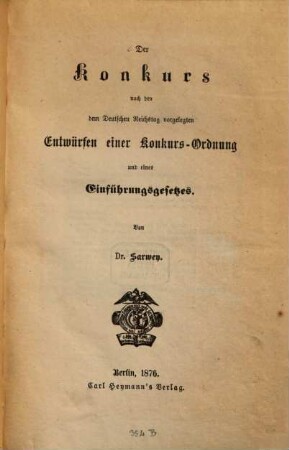 Der
Konkurs
nach den
dem Deutschen Reichstag vorgelegten
Entwürfen einer Konkurs-Ordnung
und eines
Einführungsgesetzes.
Von
Dr. Sarwey.
Berlin, 1876.
Carl Heymann's Verlag.